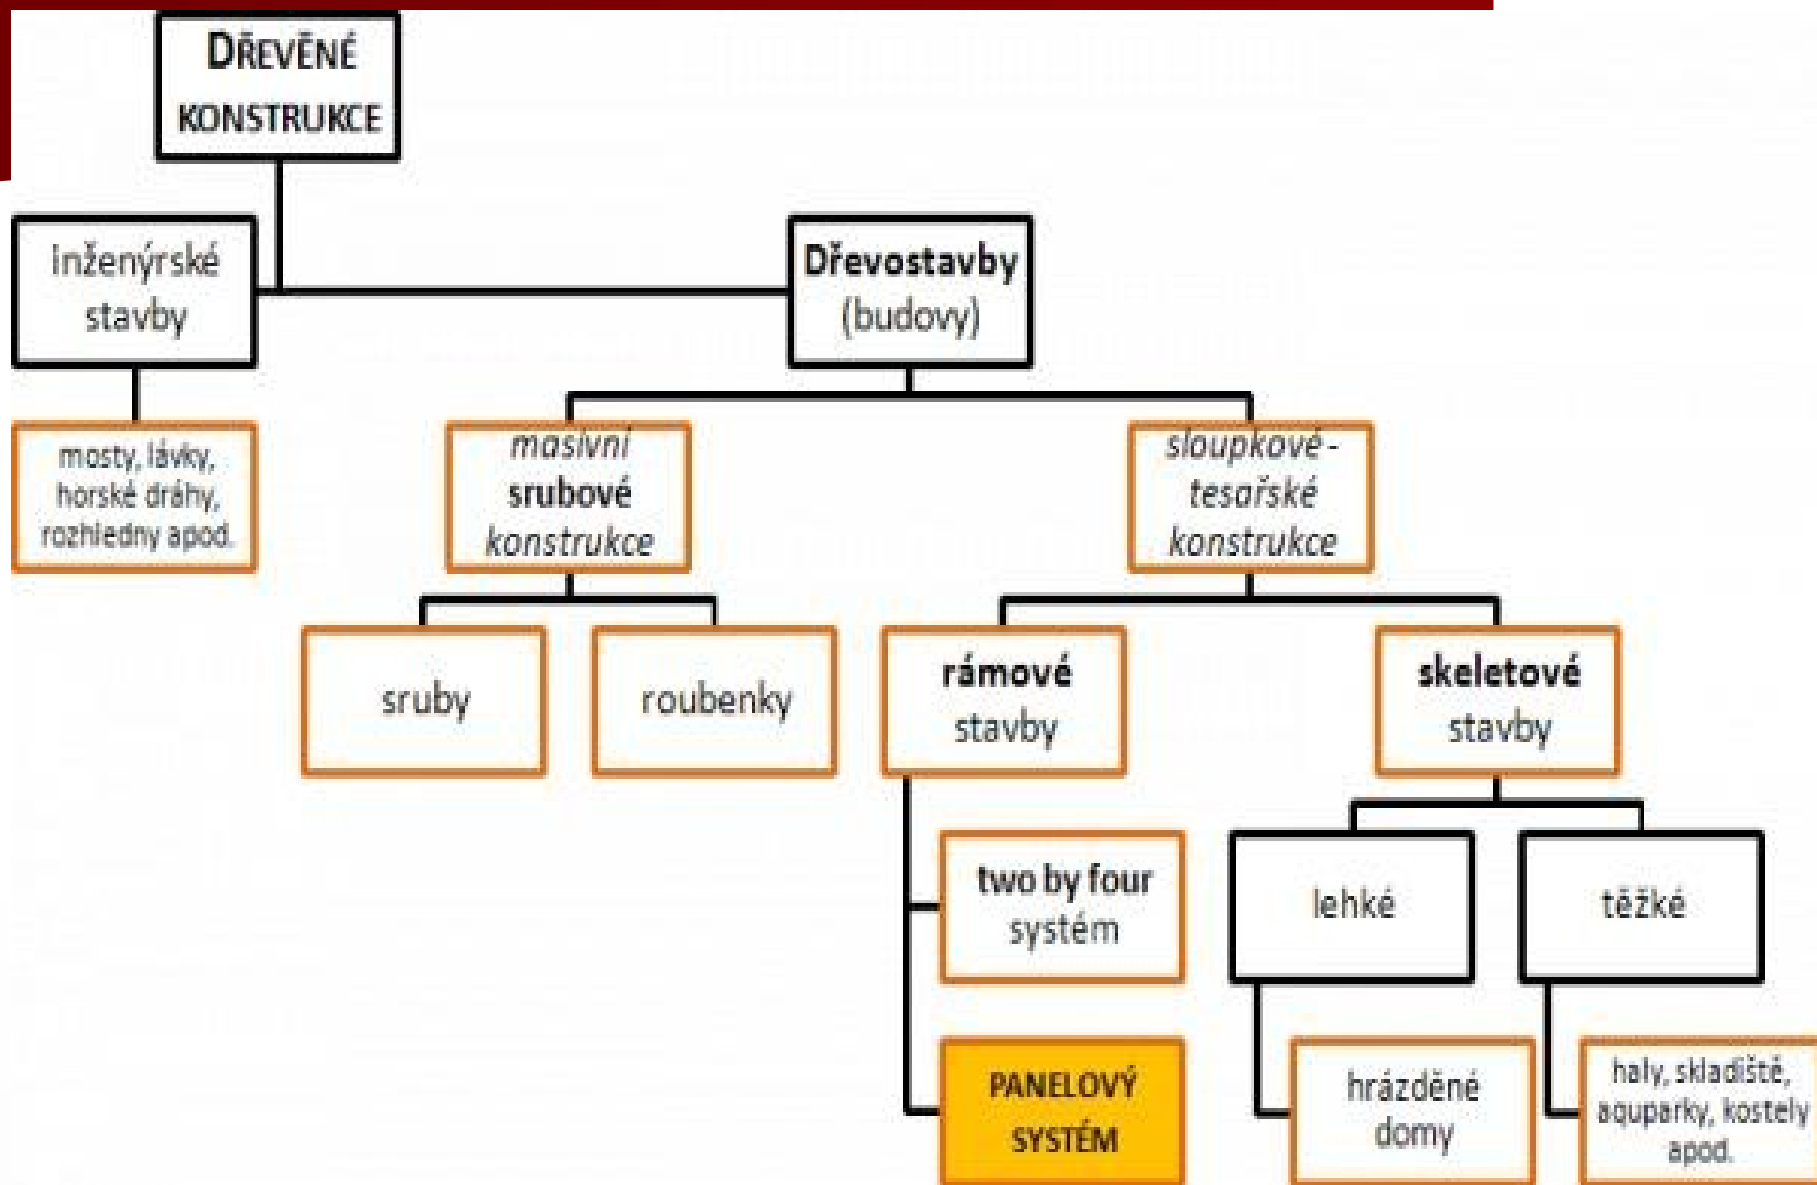 DŘEVĚNÉ
KONSTRUKCE
inženýrské
stavby
Dřevostavby
(budovy)
mosty, lávky,
horské dráhy,
rozhledny apod.
masivní
srubové
konstrukce
sloupkové-
tesařské
konstrukce
sruby
roubenky
rámové
stavby
skeletové
stavby
two by four
systém
lehké
těžké
PANELOVÝ
SYSTÉM
hrázděné
domy
haly, skladiště,
aquparky, kostely
apod.